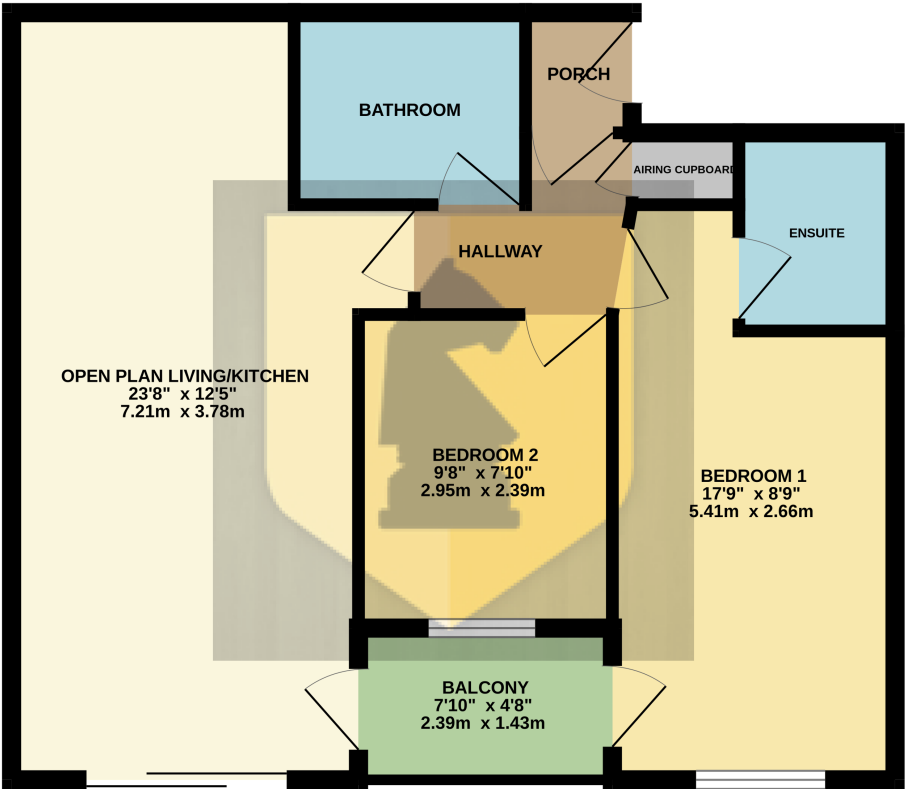 PORCH
BATHROOM
AIRING CUPBOARD
ENSUITE
HALLWAY
OPEN PLAN LIVING/KITCHEN
23'8" x 12'5"
7.21m x 3.78m
BEDROOM 2
9'8" x 7'10"
2.95m x 2.39m
BEDROOM 1
17'9" x 8'9"
5.41m x 2.66m
BALCONY
7'10" x 4'8"
2.39m x 1.43m